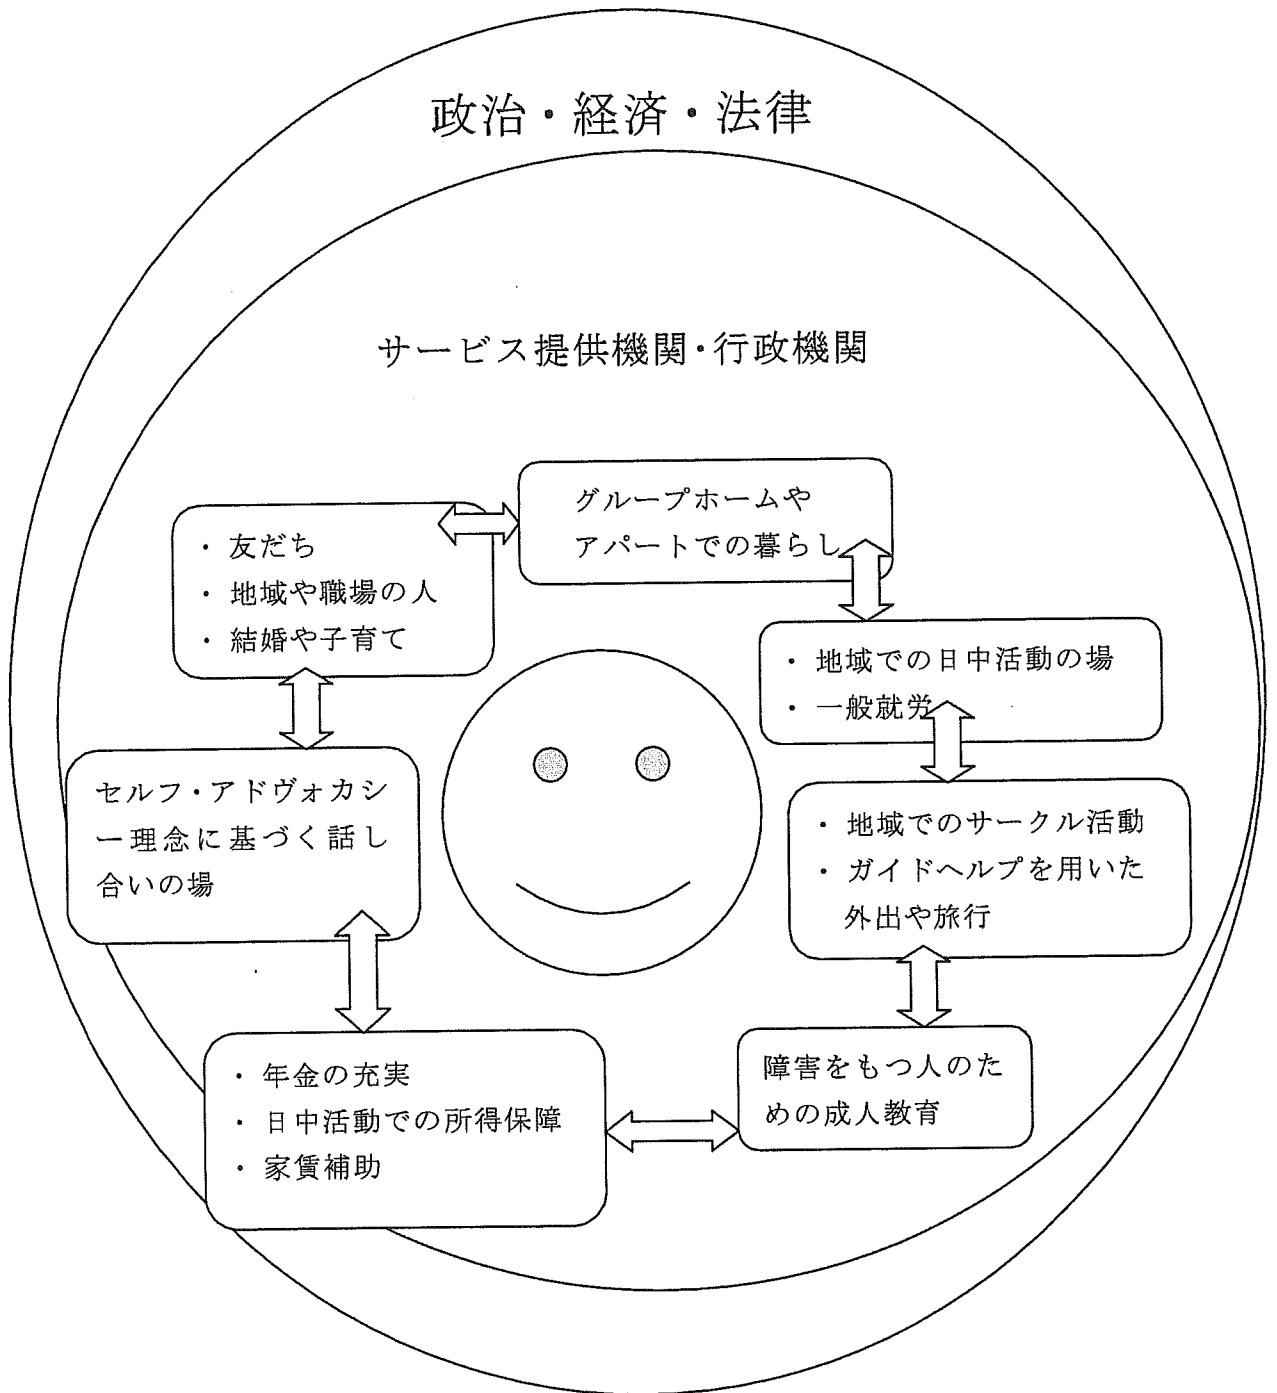 政治・経済・法律
サービス提供機関・行政機関
グループホームや
アパートでの暮らし
・ 友だち
・ 地域や職場の人
・ 結婚や子育て
・ 地域での日中活動の場
・ 一般就労
セルフ・アドヴォカシ
ー理念に基づく話し
合いの場
・ 地域でのサークル活動
・ ガイドヘルプを用いた
外出や旅行
・ 年金の充実
・ 日中活動での所得保障
・ 家賃補助
障害をもつ人のた
めの成人教育